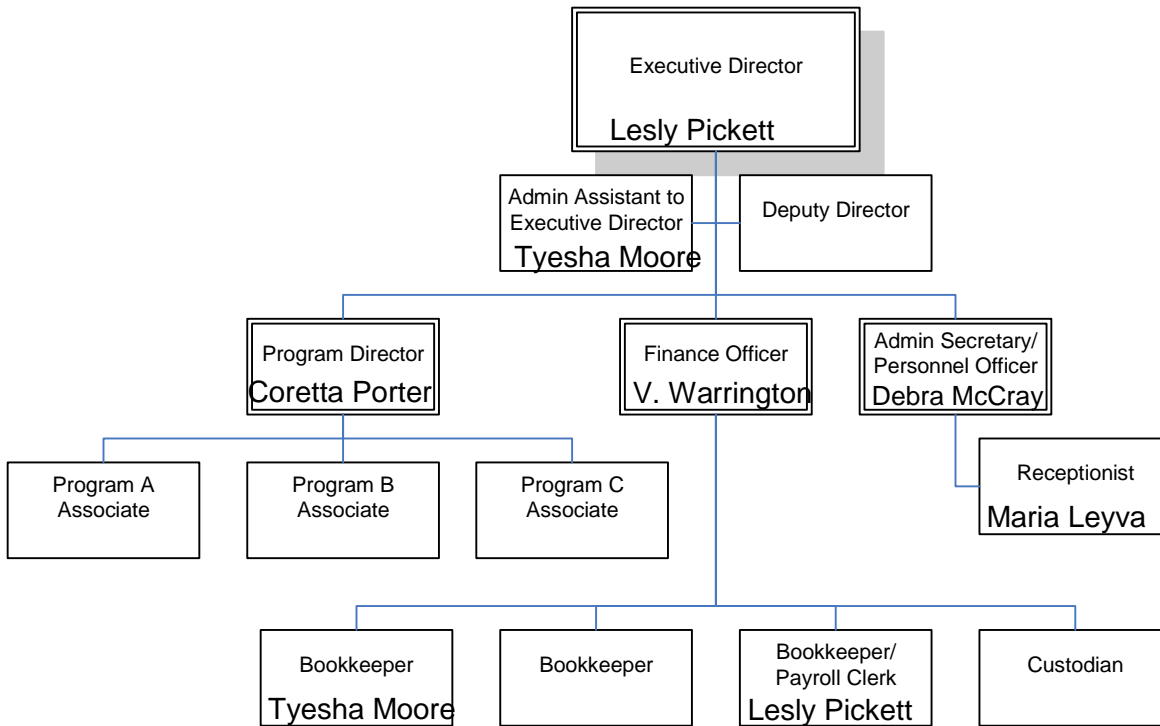 Executive Director
Lesly Pickett
Admin Assistant to
Executive Director
Tyesha Moore
Deputy Director
Program Director
Coretta Porter
Finance Officer
V. Warrington
Admin Secretary/
Personnel Officer
Debra McCray
Program A
Associate
Program B
Associate
Program C
Associate
Receptionist
Maria Leyva
Bookkeeper
Tyesha Moore
Bookkeeper
Bookkeeper/
Payroll Clerk
Lesly Pickett
Custodian